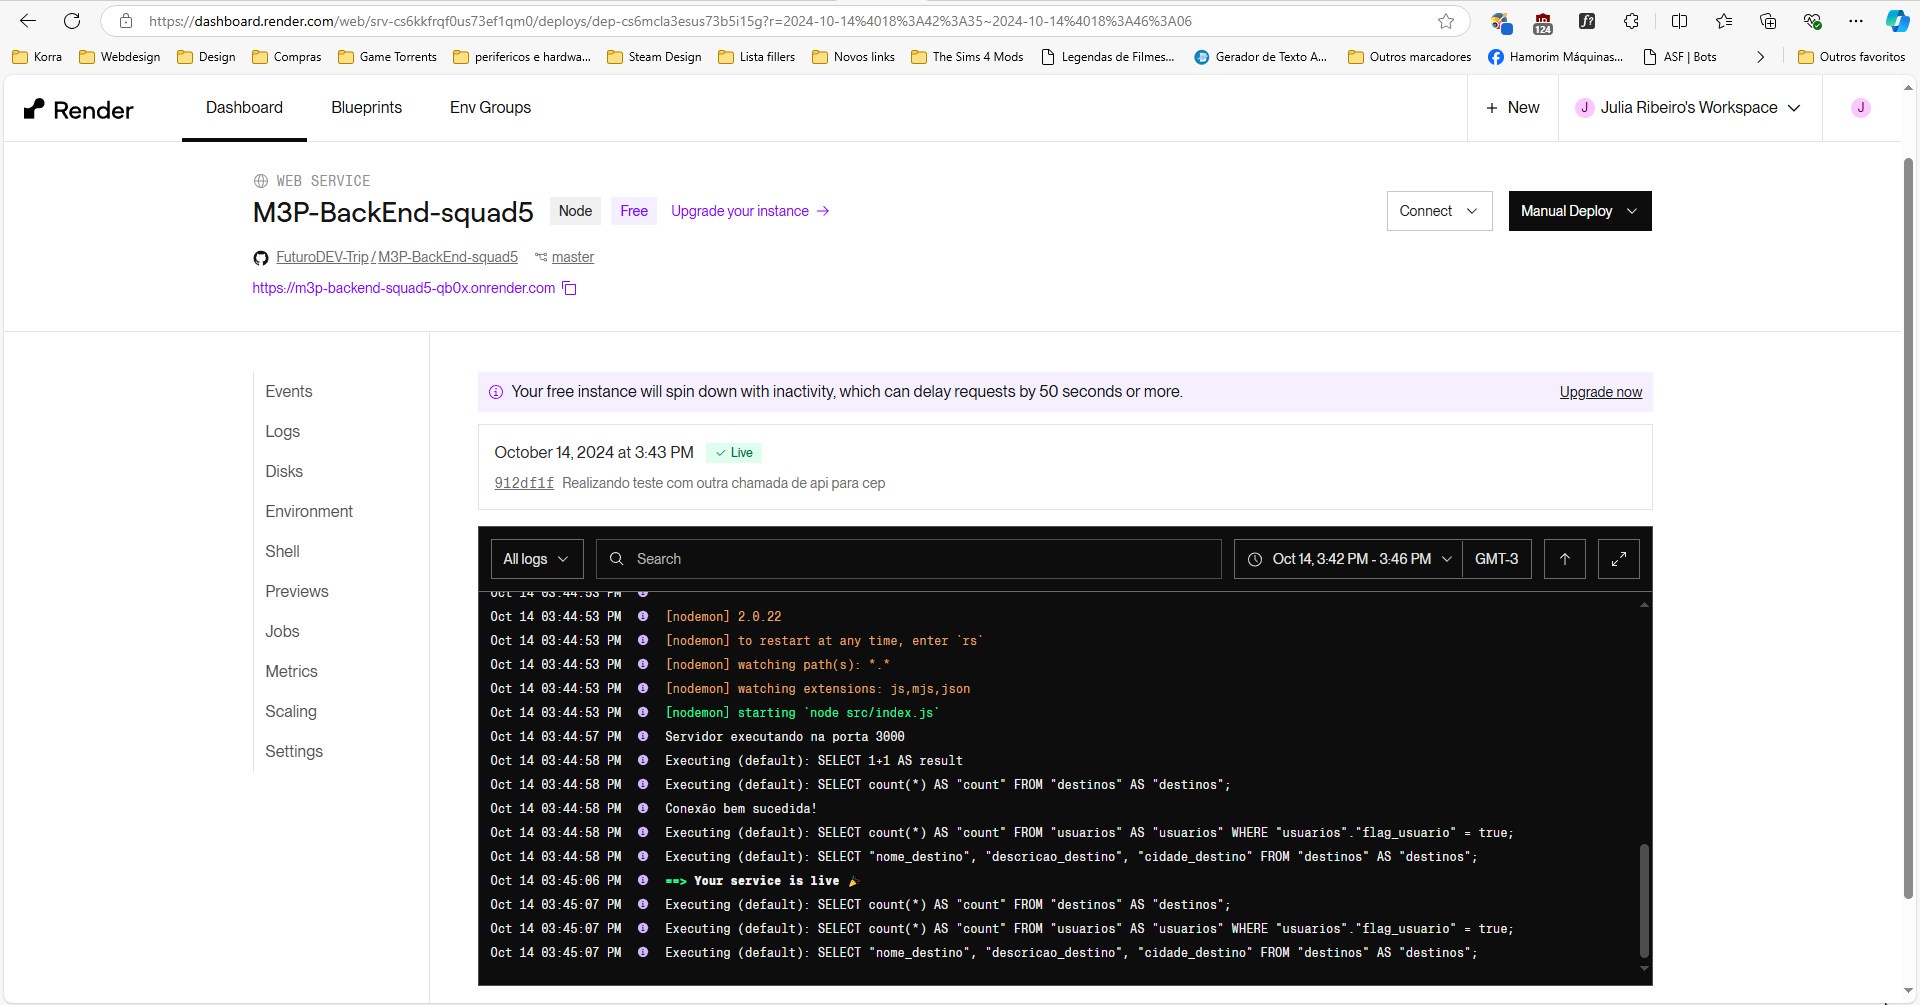 https://dashboard.render.com/web/srv-cs6kkfrqf0us73ef1qm0/deploys/dep-cs6mcla3esus73b5i15g?r=2024-10-14%4018%3A42%3A35~2024-10-14%4018%3A46%3A06
124
f?
Korra Webdesign Design Compras Game Torrents perifericos e hardwa... Steam Design Lista fillers Novos links The Sims 4 Mods Legendas de Filmes... Gerador de Texto A... Outros marcadores Hamorim Máquinas... ASF | Bots Outros favoritos
Render Dashboard Blueprints Env Groups + New J Julia Ribeiro's Workspace J
WEB SERVICE
M3P-BackEnd-squad5 Node Free Upgrade your instance → Connect Manual Deploy
FuturoDEV-Trip / M3P-BackEnd-squad5 master
https://m3p-backend-squad5-qb0x.onrender.com
Events
Logs
Disks
Environment
Shell
Previews
Jobs
Metrics
Scaling
Settings
Your free instance will spin down with inactivity, which can delay requests by 50 seconds or more. Upgrade now
October 14, 2024 at 3:43 PM Live
912df1f Realizando teste com outra chamada de api para cep
All logs Search Oct 14, 3:42 PM - 3:46 PM GMT-3
Oct 14 03:44:53 PM
Oct 14 03:44:53 PM [nodemon] 2.0.22
Oct 14 03:44:53 PM [nodemon] to restart at any time, enter `rs`
Oct 14 03:44:53 PM [nodemon] watching path(s): *.*
Oct 14 03:44:53 PM [nodemon] watching extensions: js,mjs,json
Oct 14 03:44:53 PM [nodemon] starting `node src/index.js`
Oct 14 03:44:57 PM Servidor executando na porta 3000
Oct 14 03:44:58 PM Executing (default): SELECT 1+1 AS result
Oct 14 03:44:58 PM Executing (default): SELECT count(*) AS "count" FROM "destinos" AS "destinos";
Oct 14 03:44:58 PM Conexão bem sucedida!
Oct 14 03:44:58 PM Executing (default): SELECT count(*) AS "count" FROM "usuarios" AS "usuarios" WHERE "usuarios"."flag_usuario" = true;
Oct 14 03:44:58 PM Executing (default): SELECT "nome_destino", "descricao_destino", "cidade_destino" FROM "destinos" AS "destinos";
Oct 14 03:45:06 PM ==> Your service is live 🎉
Oct 14 03:45:07 PM Executing (default): SELECT count(*) AS "count" FROM "destinos" AS "destinos";
Oct 14 03:45:07 PM Executing (default): SELECT count(*) AS "count" FROM "usuarios" AS "usuarios" WHERE "usuarios"."flag_usuario" = true;
Oct 14 03:45:07 PM Executing (default): SELECT "nome_destino", "descricao_destino", "cidade_destino" FROM "destinos" AS "destinos";